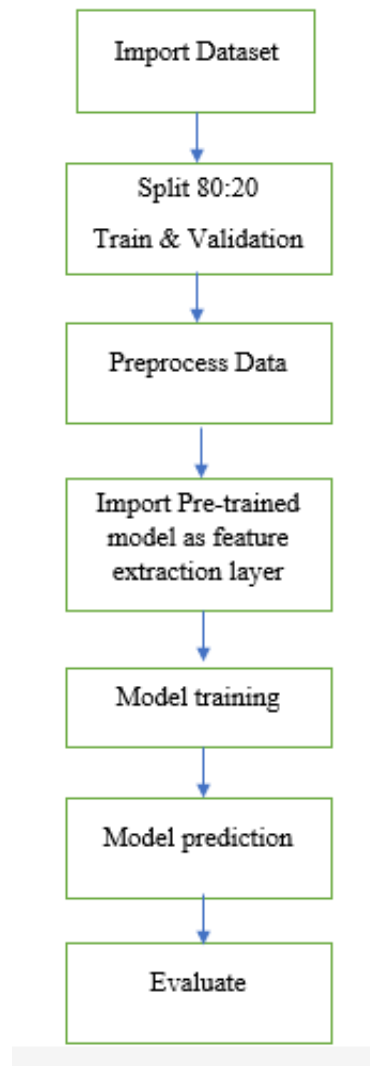 Import Dataset
Split 80:20
Train & Validation
Preprocess Data
Import Pre-trained
model as feature
extraction layer
Model training
Model prediction
Evaluate